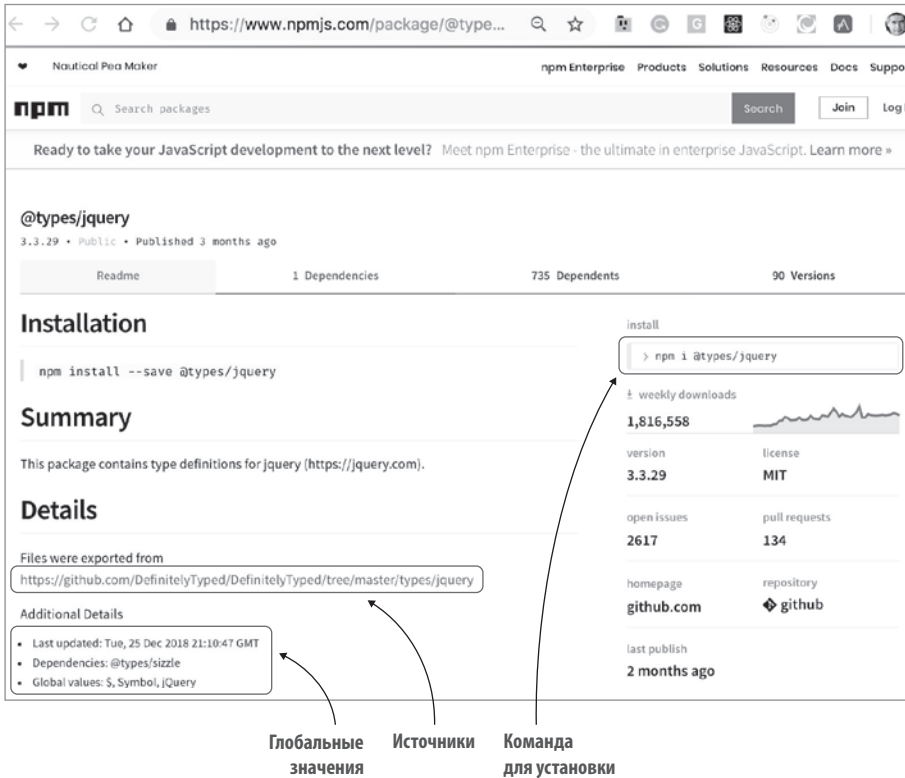 https://www.npmjs.com/package/@type...
Nautical Pea Maker
npm Enterprise Products Solutions Resources Docs Suppo
npm
Search packages
Search
Join
Log
Ready to take your JavaScript development to the next level? Meet npm Enterprise - the ultimate in enterprise JavaScript. Learn more »
@types/jquery
3.3.29 • Public • Published 3 months ago
Readme
1 Dependencies
735 Dependents
90 Versions
Installation
npm install --save @types/jquery
Summary
This package contains type definitions for jquery (https://jquery.com).
Details
Files were exported from
https://github.com/DefinitelyTyped/DefinitelyTyped/tree/master/types/jquery
Additional Details
• Last updated: Tue, 25 Dec 2018 21:10:47 GMT
• Dependencies: @types/sizzle
• Global values: $, Symbol, jQuery
install
> npm i @types/jquery
weekly downloads
1,816,558
version
license
3.3.29
MIT
open issues
pull requests
2617
134
homepage
repository
github.com
github
last publish
2 months ago
Глобальные
значения
Источники
Команда
для установки